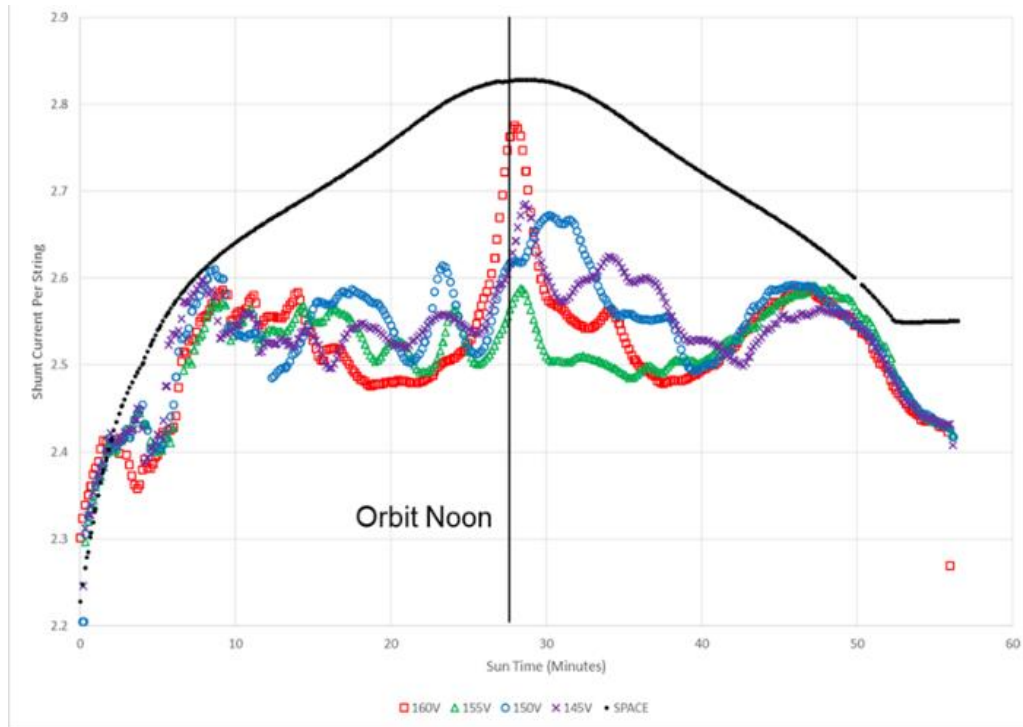 2.9
2.8
2.7
2.6
2.5
2.4
2.3
2.2
Shunt Current Per String
Orbit Noon
0 10 20 30 40 50 60
Sun Time (Minutes)
160V 155V 150V 145V SPACE